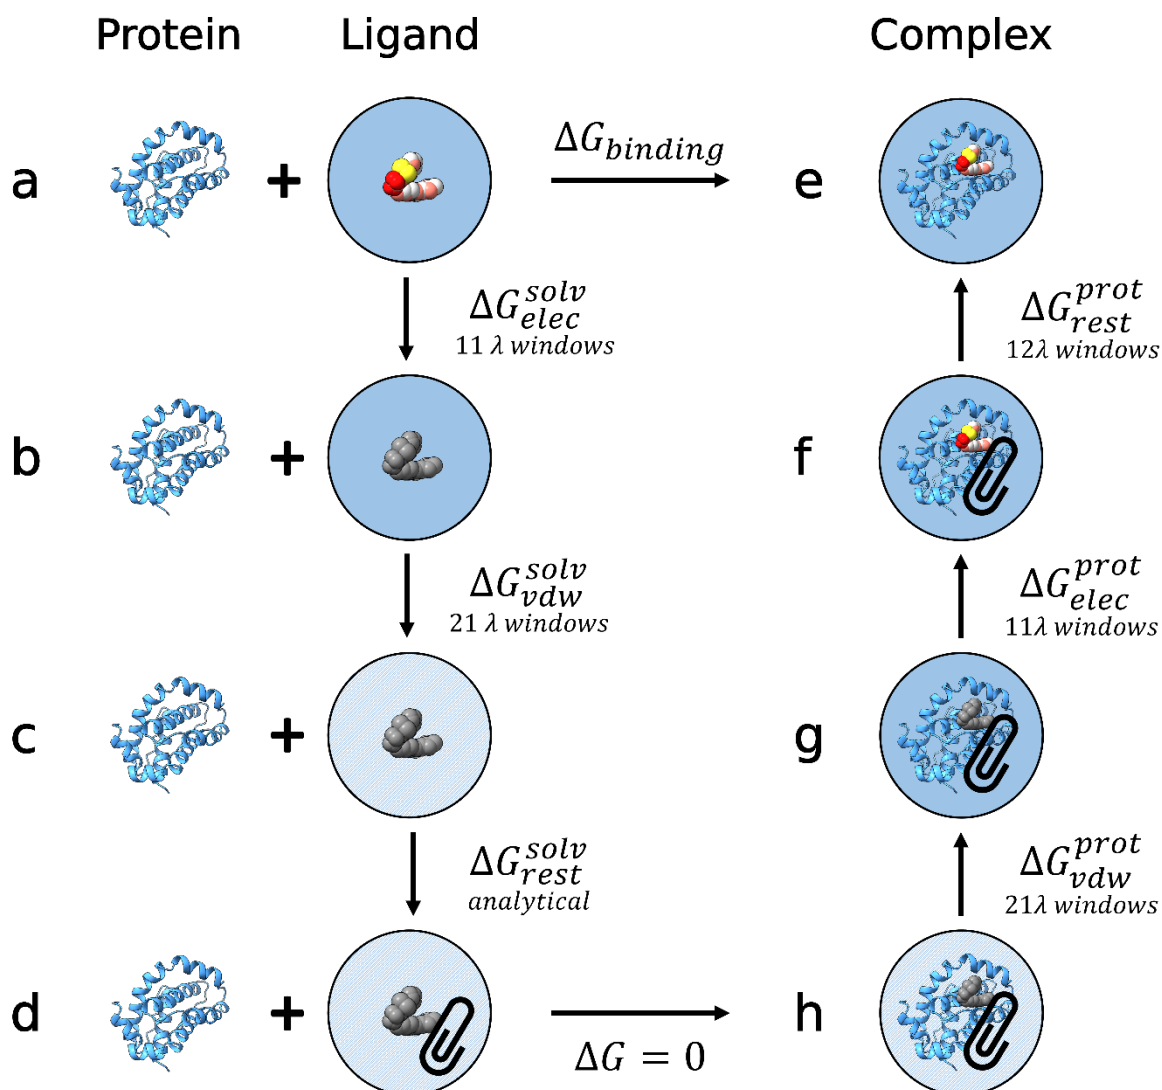 Protein Ligand Complex
a + ΔG_binding e
ΔG_elec^solv
11 λ windows
ΔG_rest^prot
12λ windows
b + f
ΔG_vdw^solv
21 λ windows
ΔG_elec^prot
11λ windows
c + g
ΔG_rest^solv
analytical
ΔG_vdw^prot
21λ windows
d + h
ΔG = 0